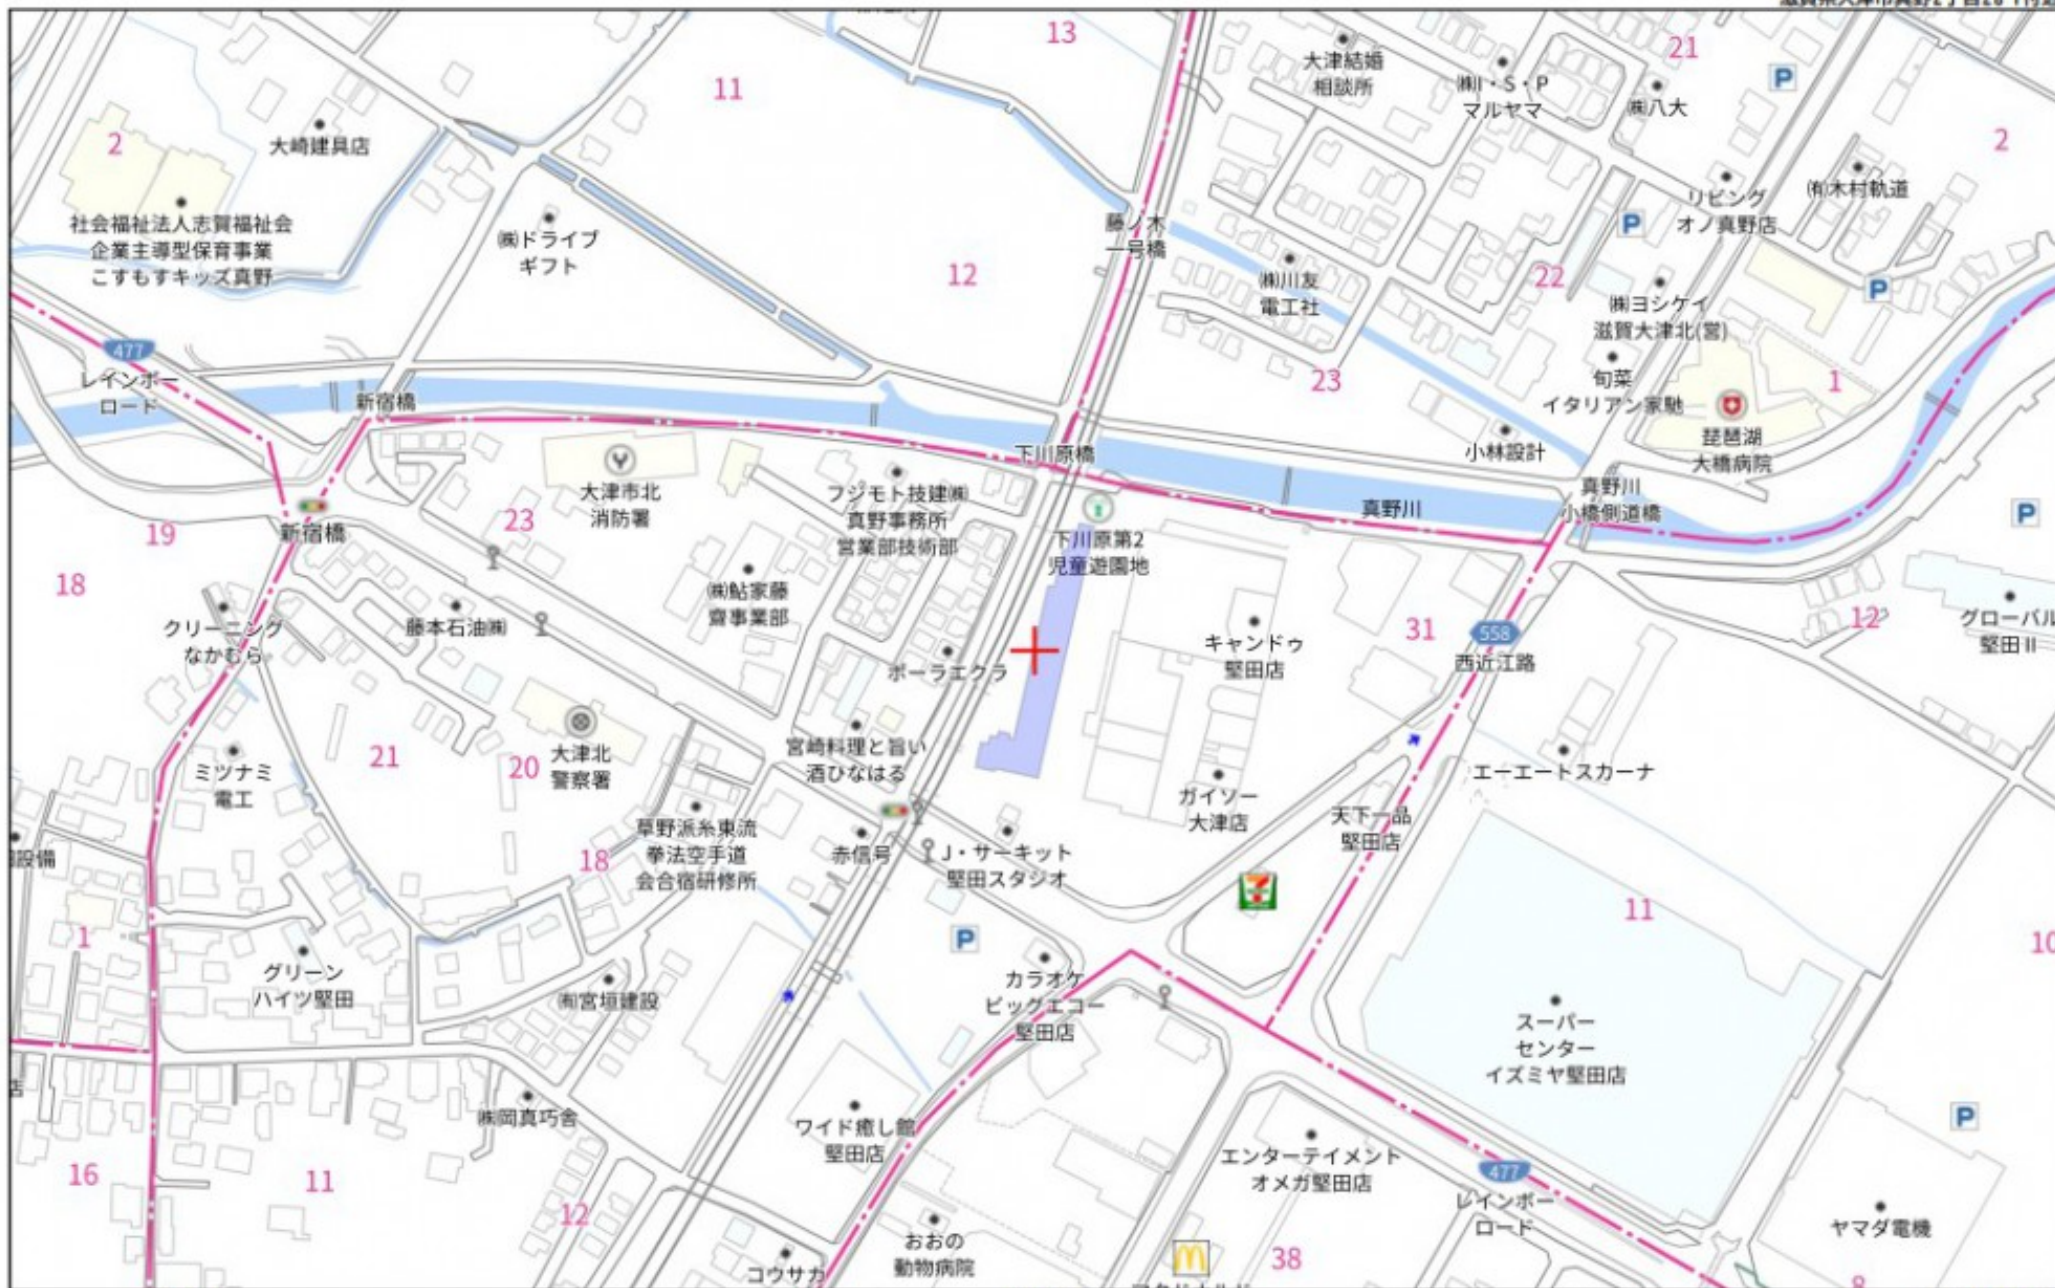 13
21
11
大津結婚
相談所
㈱I・S・P
マルヤマ
㈱八大
P
2
大崎建具店
2
社会福祉法人志賀福祉会
企業主導型保育事業
こすもすキッズ真野
㈱ドライブ
ギフト
藤ノ木
一号橋
12
リビング
オノ真野店
㈲木村軌道
P
22
㈱川友
電工社
㈱ヨシケイ
滋賀大津北(営)
P
477
レインボー
ロード
新宿橋
23
旬菜
イタリアン家馳
1
琵琶湖
大橋病院
小林設計
下川原橋
大津市北
消防署
フジモト技建㈱
真野事務所
営業部技術部
真野川
真野川
小橋側道橋
P
23
19
新宿橋
下川原第2
児童遊園地
18
㈱鮎家藤
齋事業部
クリーニング
なかむら
藤本石油㈱
ポーラエクラ
キャンドゥ
堅田店
31
558
西近江路
12
グローバル
堅田Ⅱ
21
20
大津北
警察署
宮崎料理と旨い
酒ひなはる
ミツナミ
電工
ガイソー
大津店
エーエートスカーナ
天下一品
堅田店
設備
18
草野派糸東流
拳法空手道
会合宿研修所
赤信号
J・サーキット
堅田スタジオ
7
11
1
P
10
グリーン
ハイツ堅田
㈲宮垣建設
カラオケ
ビッグエコー
堅田店
スーパー
センター
イズミヤ堅田店
店
㈱岡真巧舎
ワイド癒し館
堅田店
P
エンターテイメント
オメガ堅田店
477
レインボー
ロード
16
11
12
おおの
動物病院
ヤマダ電機
コウサカ
M
38
8